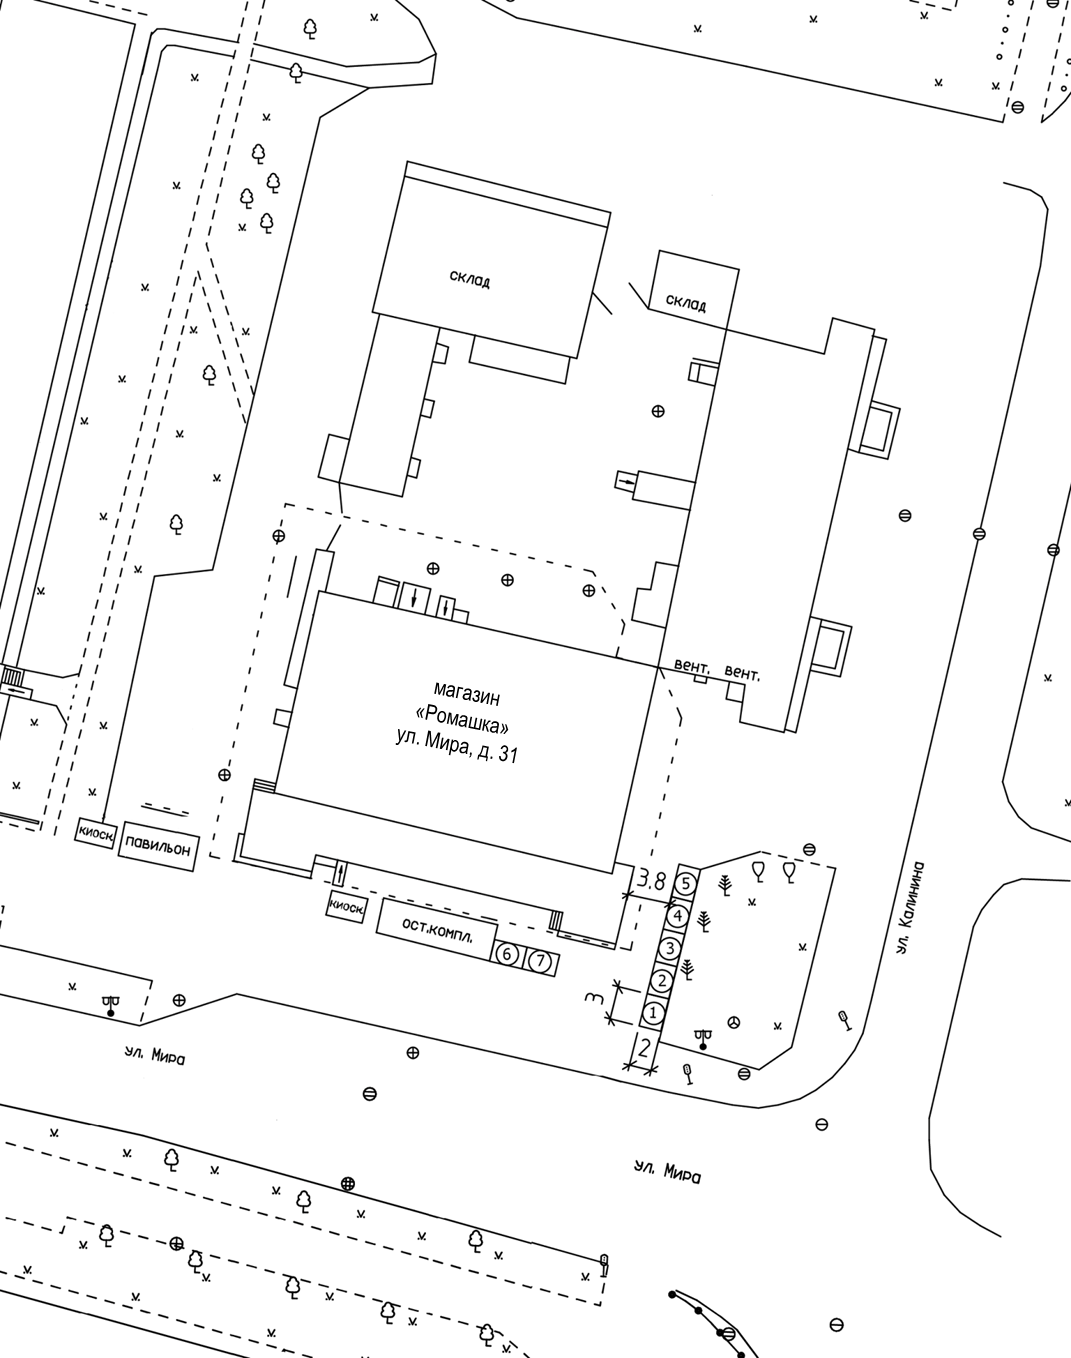 склад
склад
вент. вент.
магазин
«Ромашка»
ул. Мира, д. 31
киоск
павильон
3.8
5
киоск
ост.компл.
4
3
6
7
2
1
3
2
ул. Калинина
ул. Мира
ул. Мира